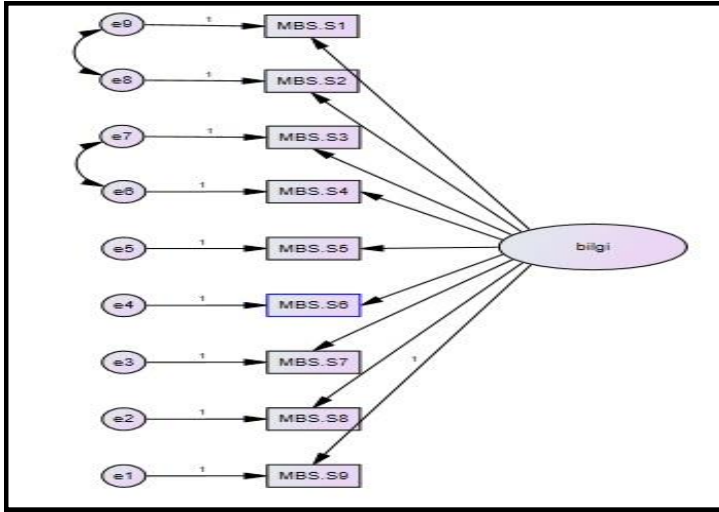 e9 1 MBS.S1
e8 1 MBS.S2
e7 1 MBS.S3
e6 1 MBS.S4
e5 1 MBS.S5
bilgi
e4 1 MBS.S6
e3 1 MBS.S7
1
e2 1 MBS.S8
e1 1 MBS.S9